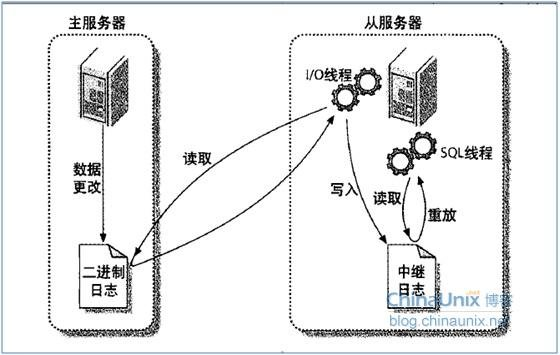 主服务器
从服务器
I/O线程
数据
更改
读取
SQL线程
写入
读取
重放
二进制
日志
中继
日志
ChinaUnix.net 博客
blog.chinaunix.net